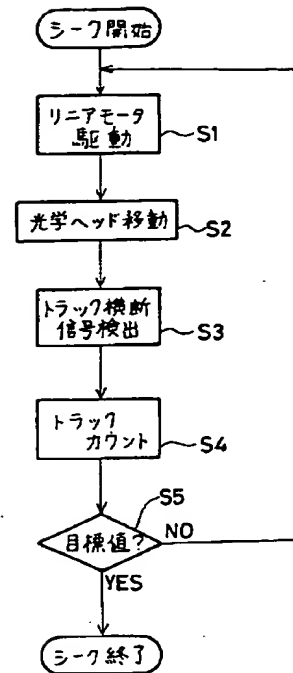 シーク開始
リニアモータ
駆動
S1
光学ヘッド移動
S2
トラック横断
信号検出
S3
トラック
カウント
S4
S5
目標値?
NO
YES
シーク終了